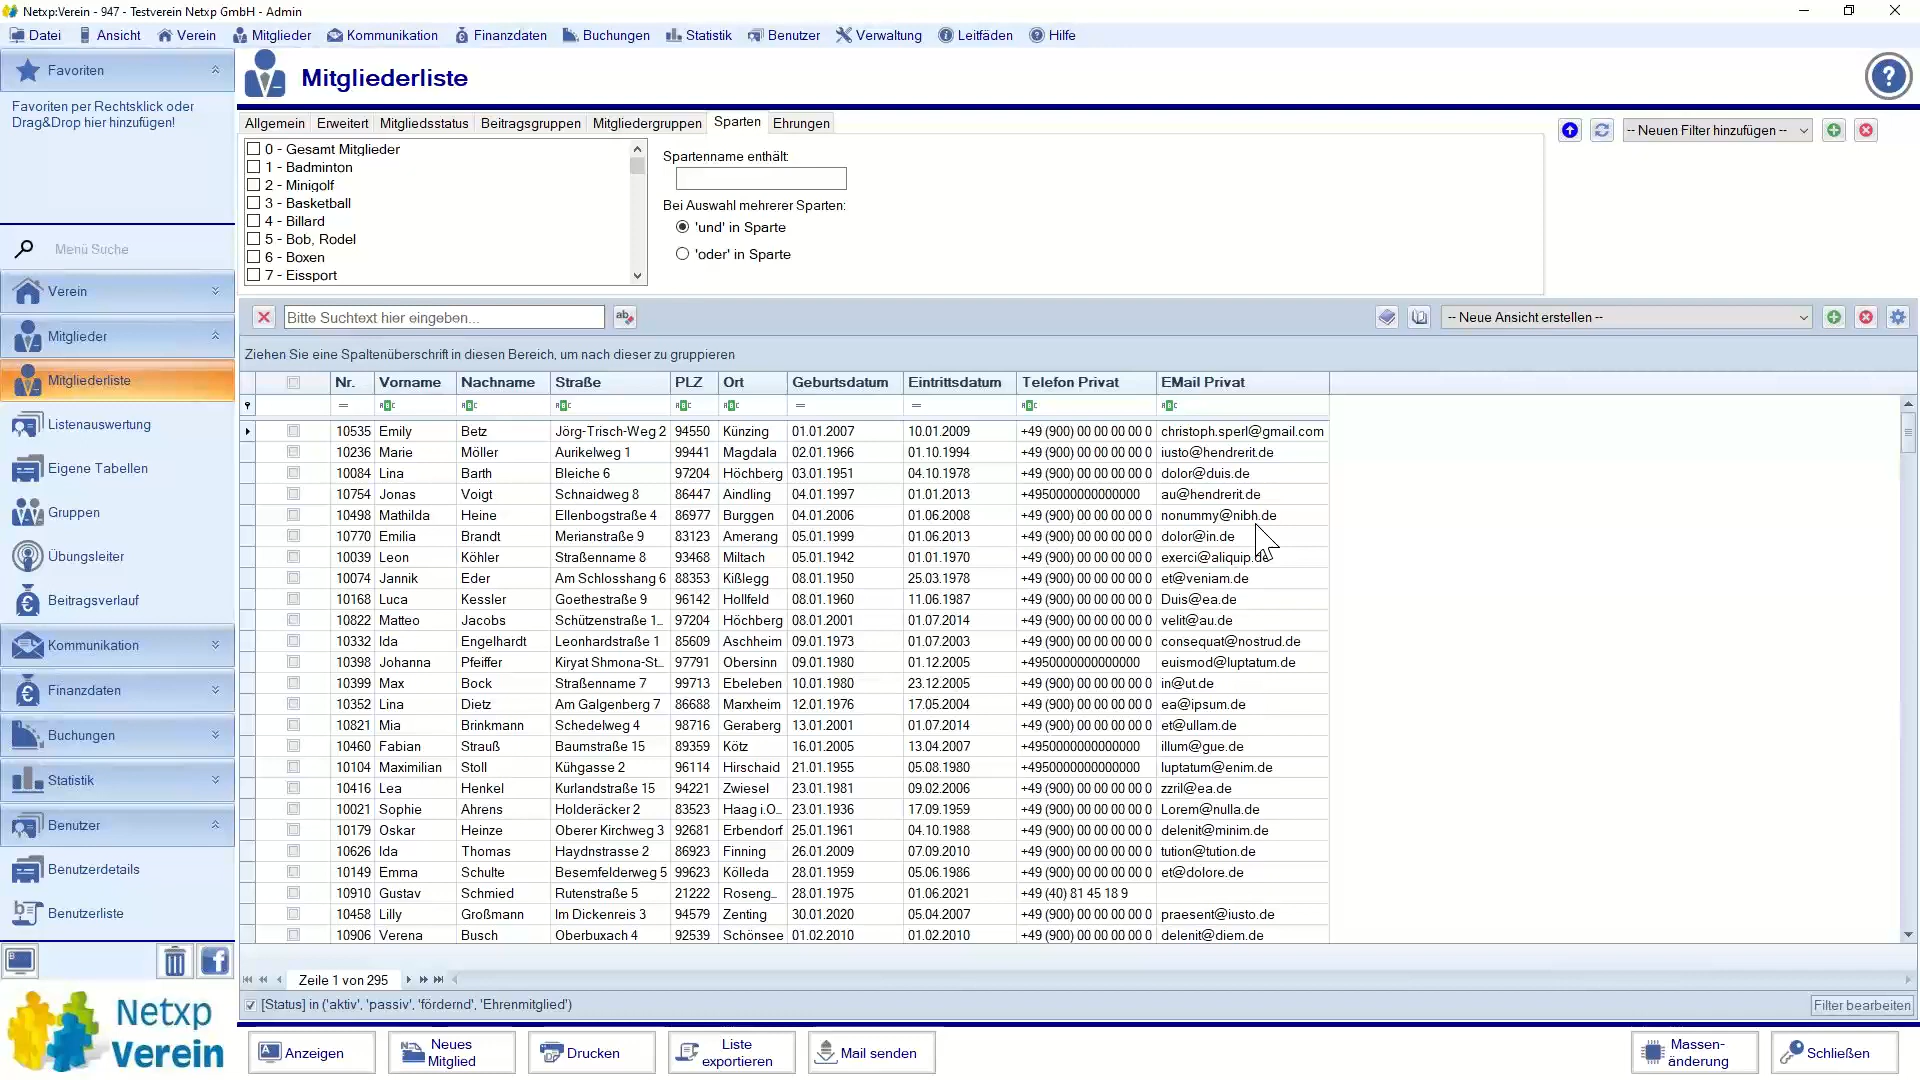 Netxp:Verein - 947 - Testverein Netxp GmbH - Admin
Datei Ansicht Verein Mitglieder Kommunikation Finanzdaten Buchungen Statistik Benutzer Verwaltung Leitfäden Hilfe
Favoriten
Favoriten per Rechtsklick oder
Drag&Drop hier hinzufügen!
Menü Suche
Verein
Mitglieder
Mitgliederliste
Listenauswertung
Eigene Tabellen
Gruppen
Übungsleiter
Beitragsverlauf
Kommunikation
Finanzdaten
Buchungen
Statistik
Benutzer
Benutzerdetails
Benutzerliste
Netxp
Verein
Mitgliederliste
Allgemein Erweitert Mitgliedsstatus Beitragsgruppen Mitgliedergruppen Sparten Ehrungen
-- Neuen Filter hinzufügen --
0 - Gesamt Mitglieder
1 - Badminton
2 - Minigolf
3 - Basketball
4 - Billard
5 - Bob, Rodel
6 - Boxen
7 - Eissport
Spartenname enthält:
Bei Auswahl mehrerer Sparten:
'und' in Sparte
'oder' in Sparte
Bitte Suchtext hier eingeben...
-- Neue Ansicht erstellen --
Ziehen Sie eine Spaltenüberschrift in diesen Bereich, um nach dieser zu gruppieren
Nr. Vorname Nachname Straße PLZ Ort Geburtsdatum Eintrittsdatum Telefon Privat EMail Privat
10535 Emily Betz Jörg-Trisch-Weg 2 94550 Künzing 01.01.2007 10.01.2009 +49 (900) 00 00 00 00 0 christoph.sperl@gmail.com
10236 Marie Möller Aurikelweg 1 99441 Magdala 02.01.1966 01.10.1994 +49 (900) 00 00 00 00 0 iusto@hendrerit.de
10084 Lina Barth Bleiche 6 97204 Höchberg 03.01.1951 04.10.1978 +49 (900) 00 00 00 00 0 dolor@duis.de
10754 Jonas Voigt Schnaidweg 8 86447 Aindling 04.01.1997 01.01.2013 +4950000000000000 au@hendrerit.de
10498 Mathilda Heine Ellenbogstraße 4 86977 Burggen 04.01.2006 01.06.2008 +49 (900) 00 00 00 00 0 nonummy@nibh.de
10770 Emilia Brandt Merianstraße 9 83123 Amerang 05.01.1999 01.06.2013 +49 (900) 00 00 00 00 0 dolor@in.de
10039 Leon Köhler Straßenname 8 93468 Miltach 05.01.1942 01.01.1970 +49 (900) 00 00 00 00 0 exerci@aliquip.de
10074 Jannik Eder Am Schlosshang 6 88353 Kißlegg 08.01.1950 25.03.1978 +49 (900) 00 00 00 00 0 et@veniam.de
10168 Luca Kessler Goethestraße 9 96142 Hollfeld 08.01.1960 11.06.1987 +49 (900) 00 00 00 00 0 Duis@ea.de
10822 Matteo Jacobs Schützenstraße 1... 97204 Höchberg 08.01.2001 01.07.2014 +49 (900) 00 00 00 00 0 velit@au.de
10332 Ida Engelhardt Leonhardstraße 1 85609 Aschheim 09.01.1973 01.07.2003 +49 (900) 00 00 00 00 0 consequat@nostrud.de
10398 Johanna Pfeiffer Kiryat Shmona-St... 97791 Obersinn 09.01.1980 01.12.2005 +4950000000000000 euismod@luptatum.de
10399 Max Bock Straßenname 7 99713 Ebeleben 10.01.1980 23.12.2005 +49 (900) 00 00 00 00 0 in@ut.de
10352 Lina Dietz Am Galgenberg 7 86688 Marxheim 12.01.1976 17.05.2004 +49 (900) 00 00 00 00 0 ea@ipsum.de
10821 Mia Brinkmann Schedelweg 4 98716 Geraberg 13.01.2001 01.07.2014 +49 (900) 00 00 00 00 0 et@ullam.de
10460 Fabian Strauß Baumstraße 15 89359 Kötz 16.01.2005 13.04.2007 +4950000000000000 illum@gue.de
10104 Maximilian Stoll Kühgasse 2 96114 Hirschaid 21.01.1955 05.08.1980 +4950000000000000 luptatum@enim.de
10416 Lea Henkel Kurlandstraße 15 94221 Zwiesel 23.01.1981 09.02.2006 +49 (900) 00 00 00 00 0 zzril@ea.de
10021 Sophie Ahrens Holderäcker 2 83523 Haag i.O... 23.01.1936 17.09.1959 +49 (900) 00 00 00 00 0 Lorem@nulla.de
10179 Oskar Heinze Oberer Kirchweg 3 92681 Erbendorf 25.01.1961 04.10.1988 +49 (900) 00 00 00 00 0 delenit@minim.de
10626 Ida Thomas Haydnstrasse 2 86923 Finning 26.01.2009 07.09.2010 +49 (900) 00 00 00 00 0 tution@tution.de
10149 Emma Schulte Besemfelderweg 5 99623 Kölleda 28.01.1959 05.06.1986 +49 (900) 00 00 00 00 0 et@dolore.de
10910 Gustav Schmied Rutenstraße 5 21222 Roseng... 28.01.1975 01.06.2021 +49 (40) 81 45 18 9
10458 Lilly Großmann Im Dickenreis 3 94579 Zenting 30.01.2020 05.04.2007 +49 (900) 00 00 00 00 0 praesent@iusto.de
10906 Verena Busch Oberbuxach 4 92539 Schönsee 01.02.2010 01.02.2010 +49 (900) 00 00 00 00 0 delenit@diem.de
Zeile 1 von 295
[Status] in ('aktiv', 'passiv', 'fördernd', 'Ehrenmitglied')
Filter bearbeiten
Anzeigen
Neues
Mitglied
Drucken
Liste
exportieren
Mail senden
Massen-
änderung
Schließen